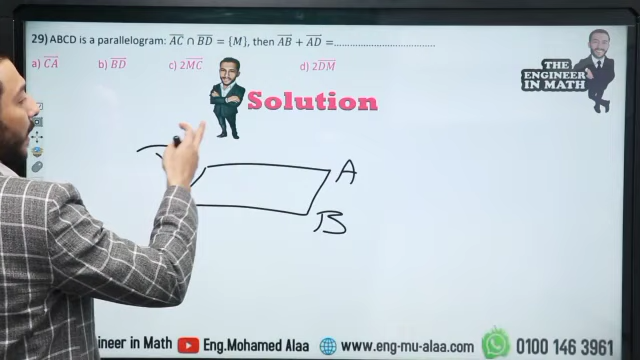 29) ABCD is a parallelogram: AC ∩ BD = {M}, then AB + AD =......................................
a) CA b) BD c) 2MC d) 2DM
THE
ENGINEER
IN MATH
Solution
A
B
ineer in Math Eng.Mohamed Alaa www.eng-mu-alaa.com 0100 146 3961